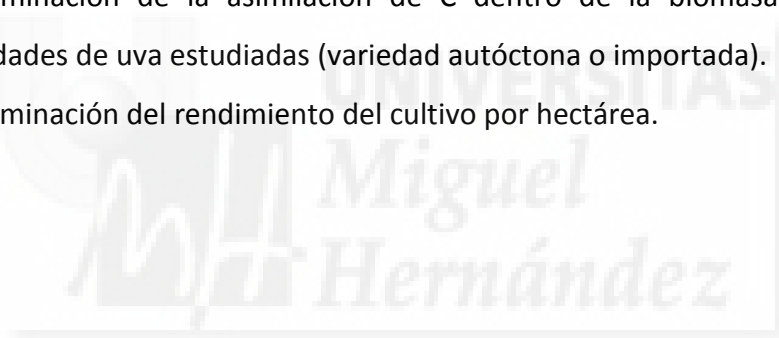 minación de la asimilación de C dentro de la biomasa
dades de uva estudiadas (variedad autóctona o importada).
minación del rendimiento del cultivo por hectárea.
UNIVERSITAS
Miguel
Hernández